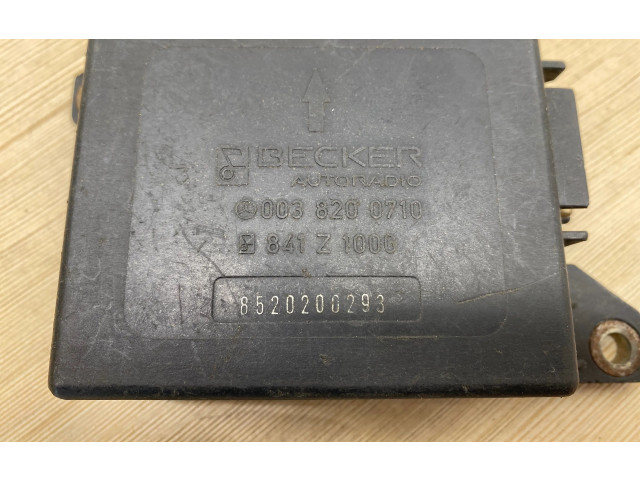 BECKER
AUTORADIO
003 820 0710
841 Z 1000
8520200293